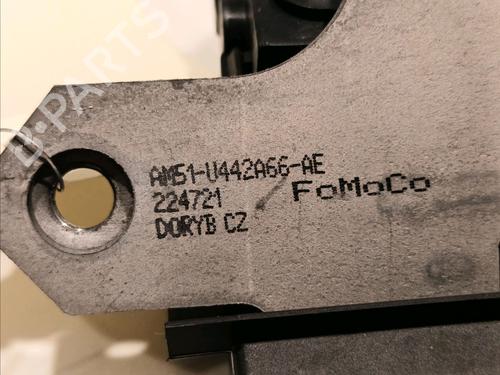 B-PARTS
AM51-U442A66-AE
FoMoCo
224721
DORYB CZ